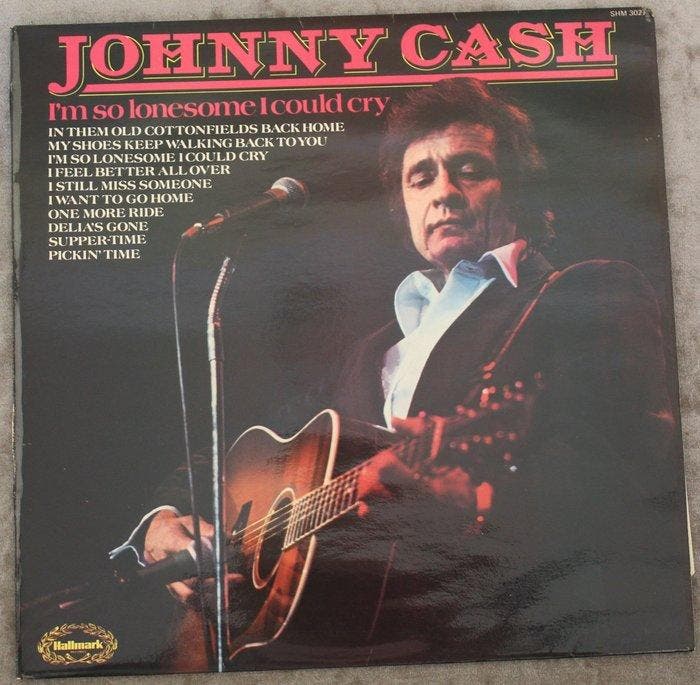 SHM 302
JOHNNY CASH
I'm so lonesome I could cry
IN THEM OLD COTTONFIELDS BACK HOME
MY SHOES KEEP WALKING BACK TO YOU
I'M SO LONESOME I COULD CRY
I FEEL BETTER ALL OVER
I STILL MISS SOMEONE
I WANT TO GO HOME
ONE MORE RIDE
DELIA'S GONE
SUPPER-TIME
PICKIN' TIME
Hallmark